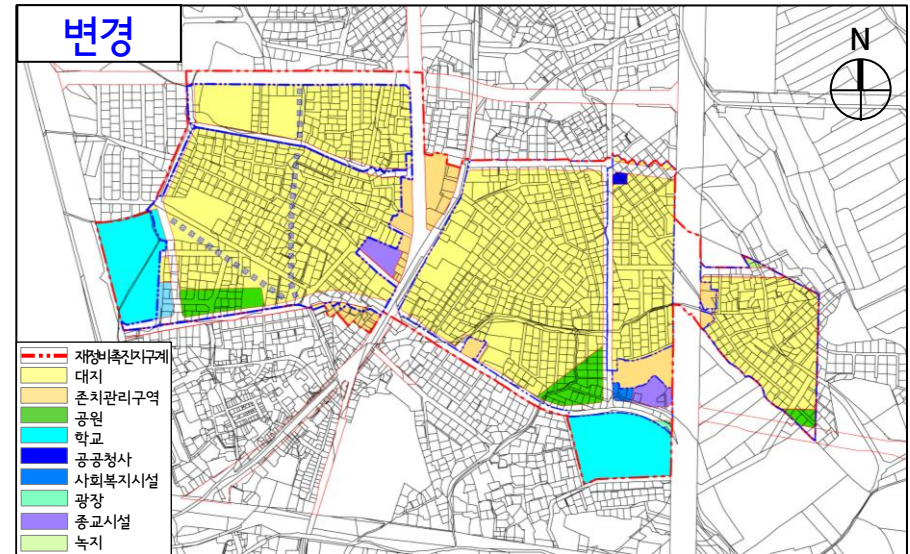 변경
N
재정비촉진지구계
대지
존치관리구역
공원
학교
공공청사
사회복지시설
광장
종교시설
녹지